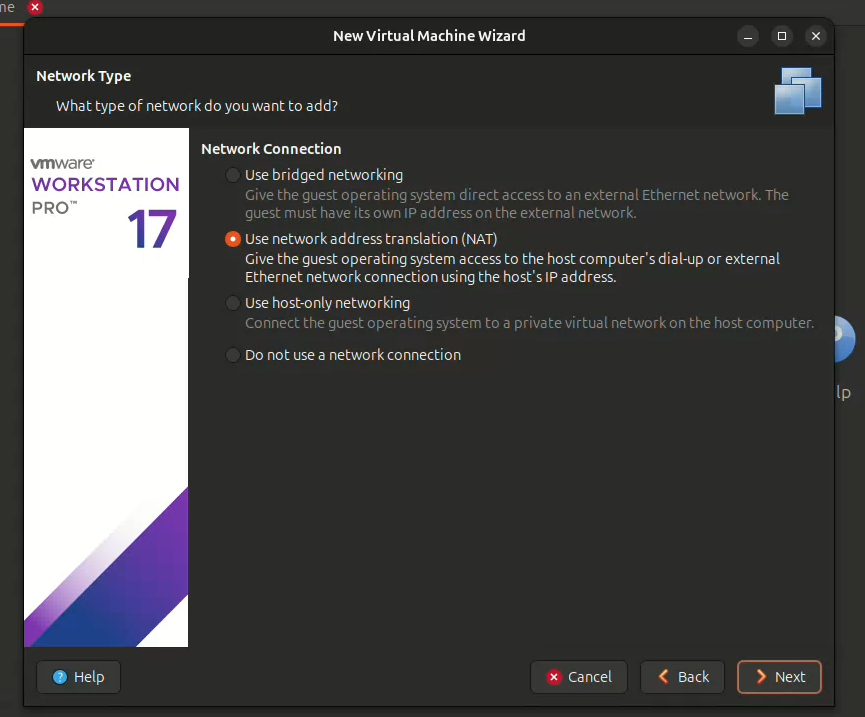 me
New Virtual Machine Wizard
Network Type
What type of network do you want to add?
vmware®
WORKSTATION
PRO™
17
Network Connection
Use bridged networking
Give the guest operating system direct access to an external Ethernet network. The
guest must have its own IP address on the external network.
Use network address translation (NAT)
Give the guest operating system access to the host computer's dial-up or external
Ethernet network connection using the host's IP address.
Use host-only networking
Connect the guest operating system to a private virtual network on the host computer.
Do not use a network connection
lp
Help
Cancel
Back
Next